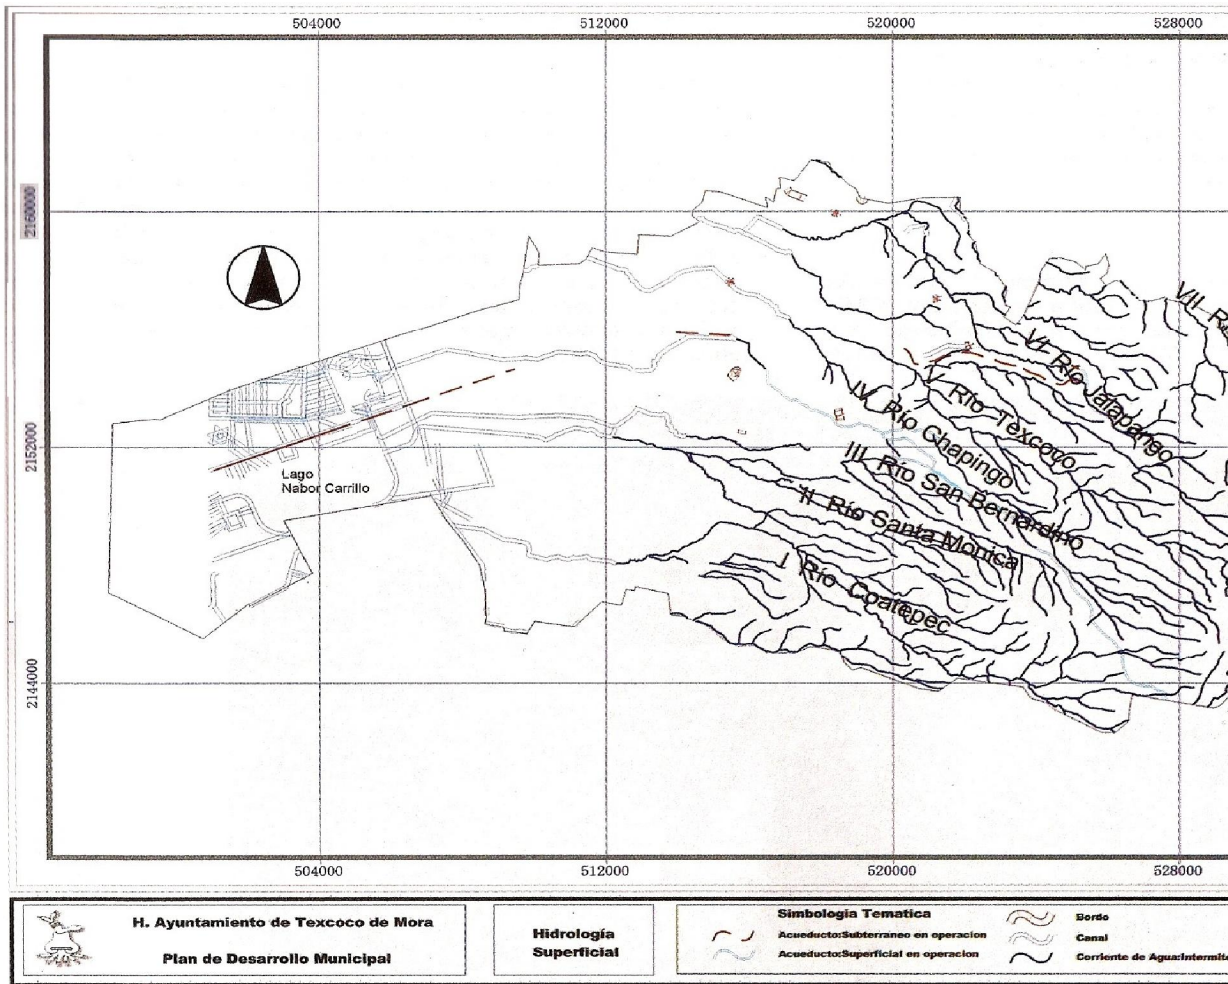 504000
512000
520000
528000
2160000
2152000
2144000
VII R
VI Río Jalapango
V Río Texcoco
IV Río Chapingo
III Río San Bernardino
II Río Santa Mónica
I Río Coatepec
Lago
Nabor Carrillo
504000
512000
520000
528000
H. Ayuntamiento de Texcoco de Mora
Plan de Desarrollo Municipal
Hidrología
Superficial
Simbologia Tematica
Acueducto:Subterraneo en operacion
Acueducto:Superficial en operacion
Bordo
Canal
Corriente de Agua:Intermite